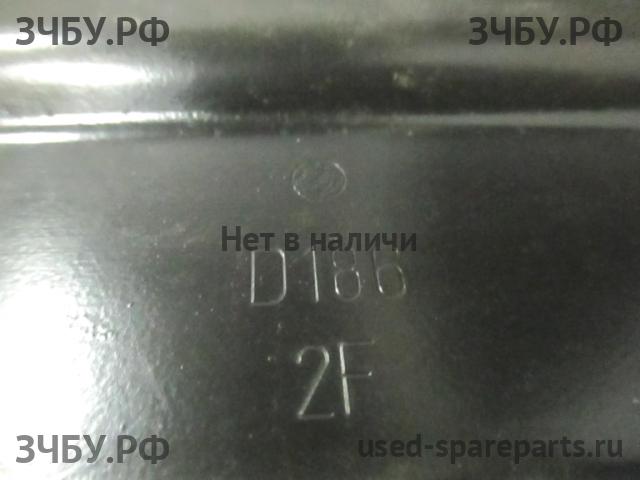 ЗЧБУ.РФ ЗЧБУ.РФ
Нет в наличи
D186
2F
ЗЧБУ.РФ used-spareparts.ru